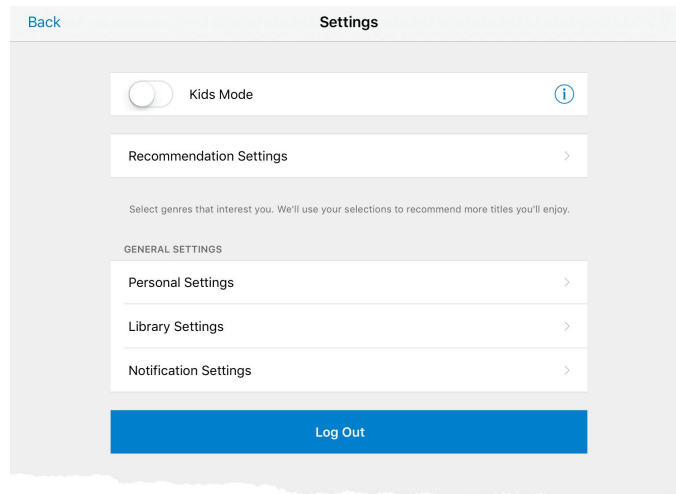 Back
Settings
Kids Mode
i
Recommendation Settings
Select genres that interest you. We'll use your selections to recommend more titles you'll enjoy.
GENERAL SETTINGS
Personal Settings
Library Settings
Notification Settings
Log Out